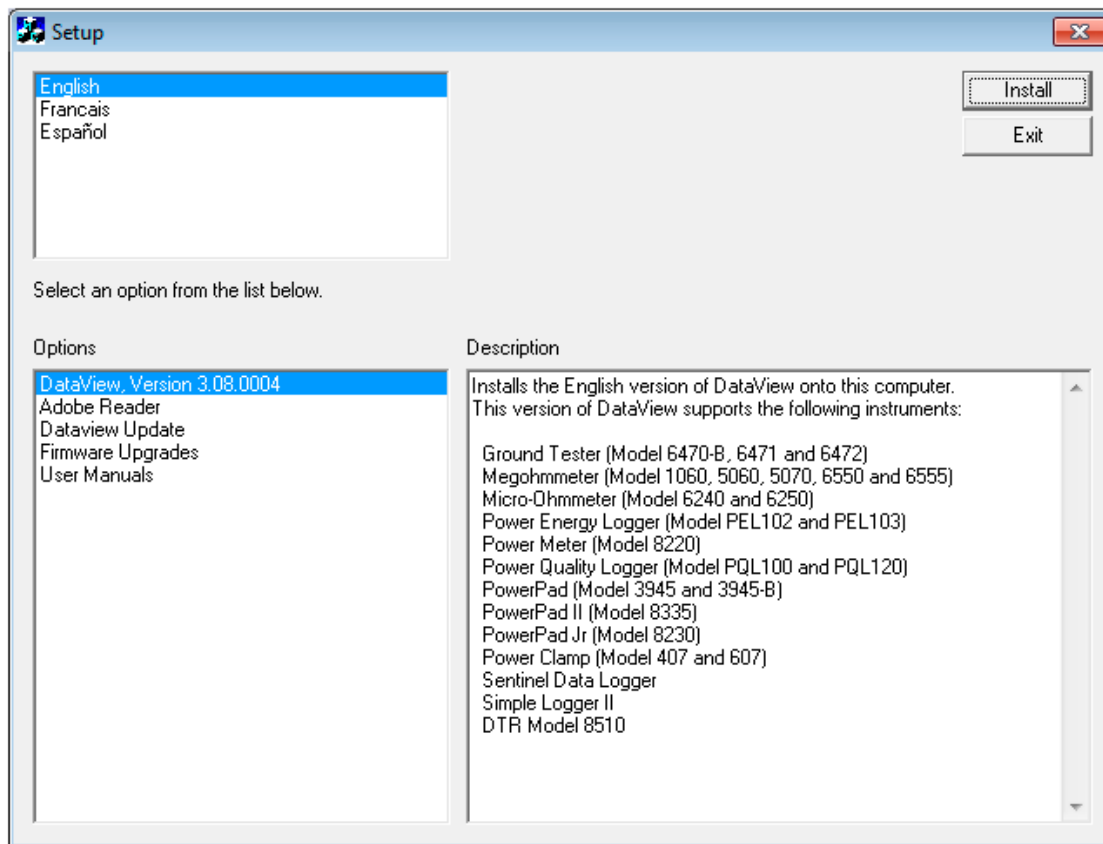 Setup
English
Francais
Español
Install
Exit
Select an option from the list below.
Options
DataView, Version 3.08.0004
Adobe Reader
Dataview Update
Firmware Upgrades
User Manuals
Description
Installs the English version of DataView onto this computer.
This version of DataView supports the following instruments:
Ground Tester (Model 6470-B, 6471 and 6472)
Megohmmeter (Model 1060, 5060, 5070, 6550 and 6555)
Micro-Ohmmeter (Model 6240 and 6250)
Power Energy Logger (Model PEL102 and PEL103)
Power Meter (Model 8220)
Power Quality Logger (Model PQL100 and PQL120)
PowerPad (Model 3945 and 3945-B)
PowerPad II (Model 8335)
PowerPad Jr (Model 8230)
Power Clamp (Model 407 and 607)
Sentinel Data Logger
Simple Logger II
DTR Model 8510